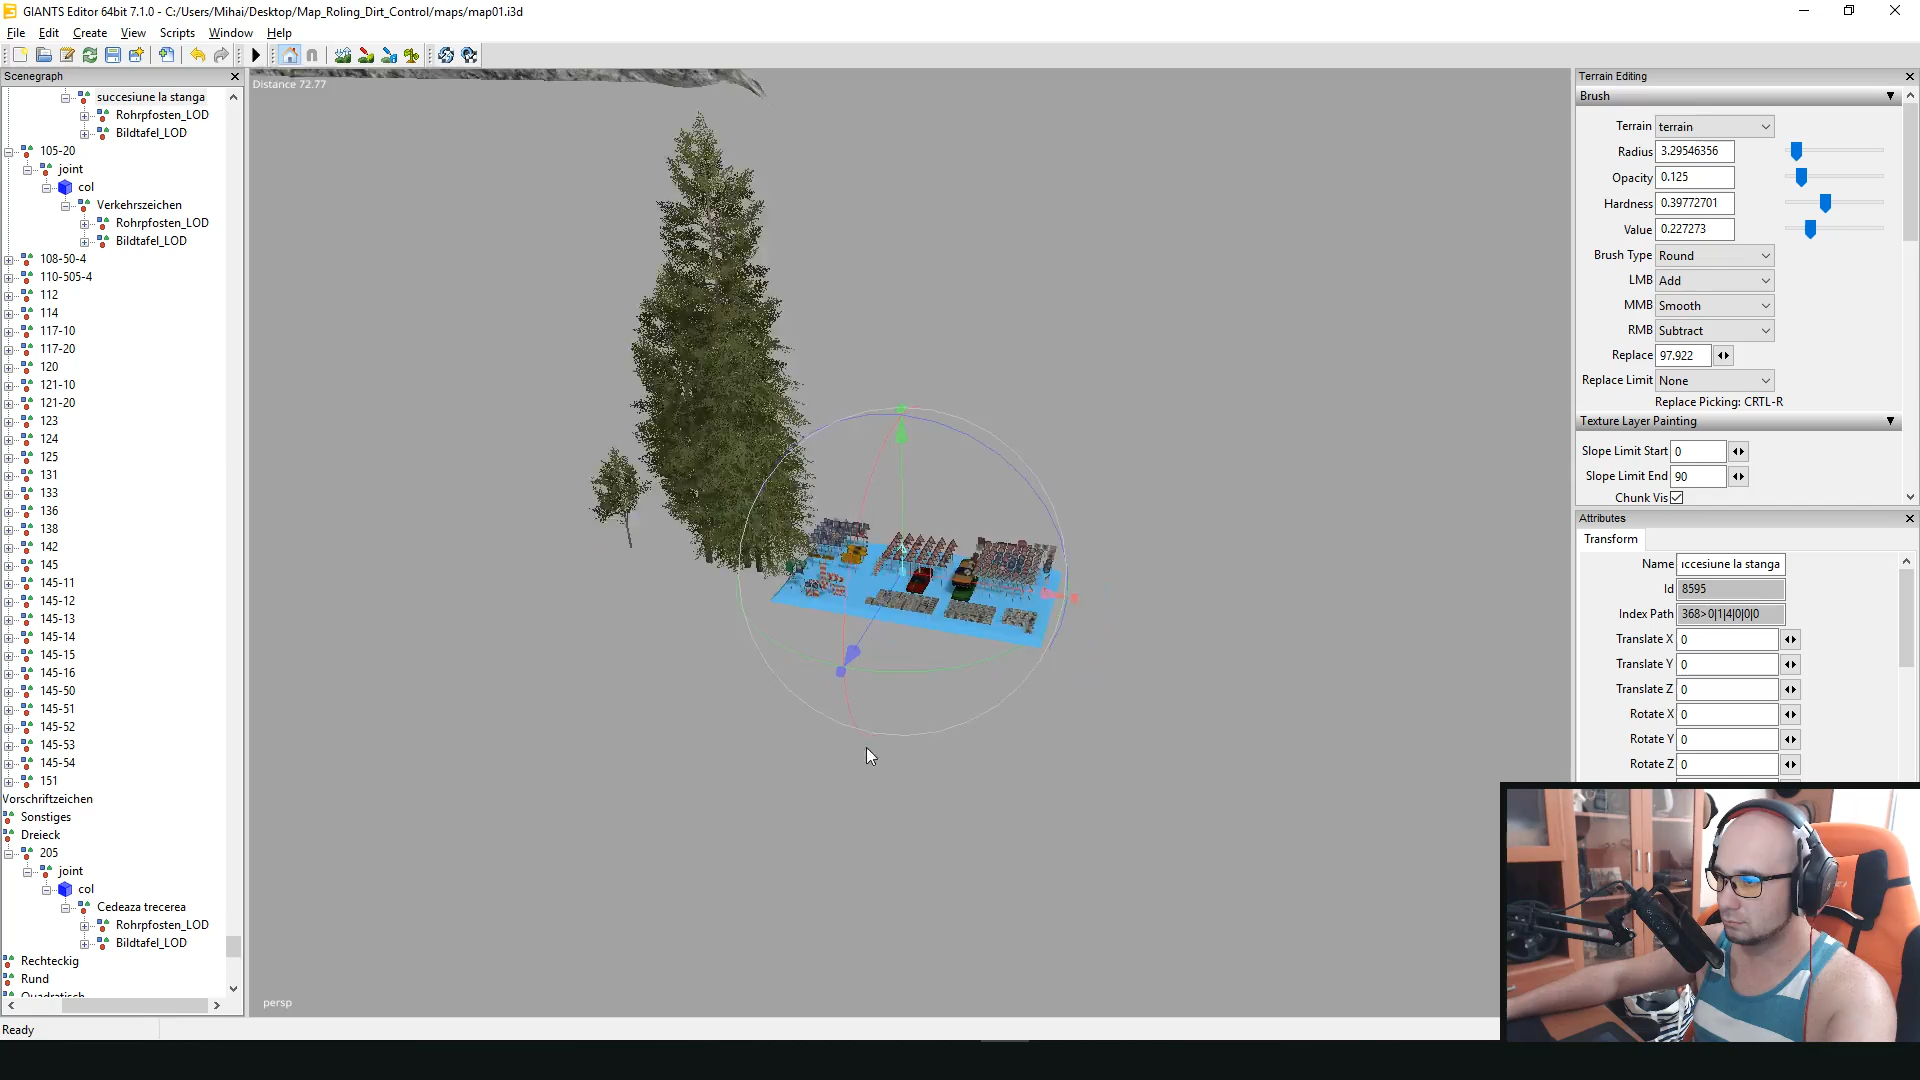 GIANTS Editor 64bit 7.1.0 - C:/Users/Mihai/Desktop/Map_Roling_Dirt_Control/maps/map01.i3d
File Edit Create View Scripts Window Help
Scenegraph
succesiune la stanga
Rohrpfosten_LOD
Bildtafel_LOD
105-20
joint
col
Verkehrszeichen
Rohrpfosten_LOD
Bildtafel_LOD
108-50-4
110-505-4
112
114
117-10
117-20
120
121-10
121-20
123
124
125
131
133
136
138
142
145
145-11
145-12
145-13
145-14
145-15
145-16
145-50
145-51
145-52
145-53
145-54
151
Vorschriftzeichen
Sonstiges
Dreieck
205
joint
col
Cedeaza trecerea
Rohrpfosten_LOD
Bildtafel_LOD
Rechteckig
Rund
Quadratisch
Ready
Distance 72.77
persp
Terrain Editing
Brush
Terrain terrain
Radius 3.29546356
Opacity 0.125
Hardness 0.39772701
Value 0.227273
Brush Type Round
LMB Add
MMB Smooth
RMB Subtract
Replace 97.922
Replace Limit None
Replace Picking: CRTL-R
Texture Layer Painting
Slope Limit Start 0
Slope Limit End 90
Chunk Vis
Attributes
Transform
Name ıccesiune la stanga
Id 8595
Index Path 368>0|1|4|0|0|0
Translate X 0
Translate Y 0
Translate Z 0
Rotate X 0
Rotate Y 0
Rotate Z 0